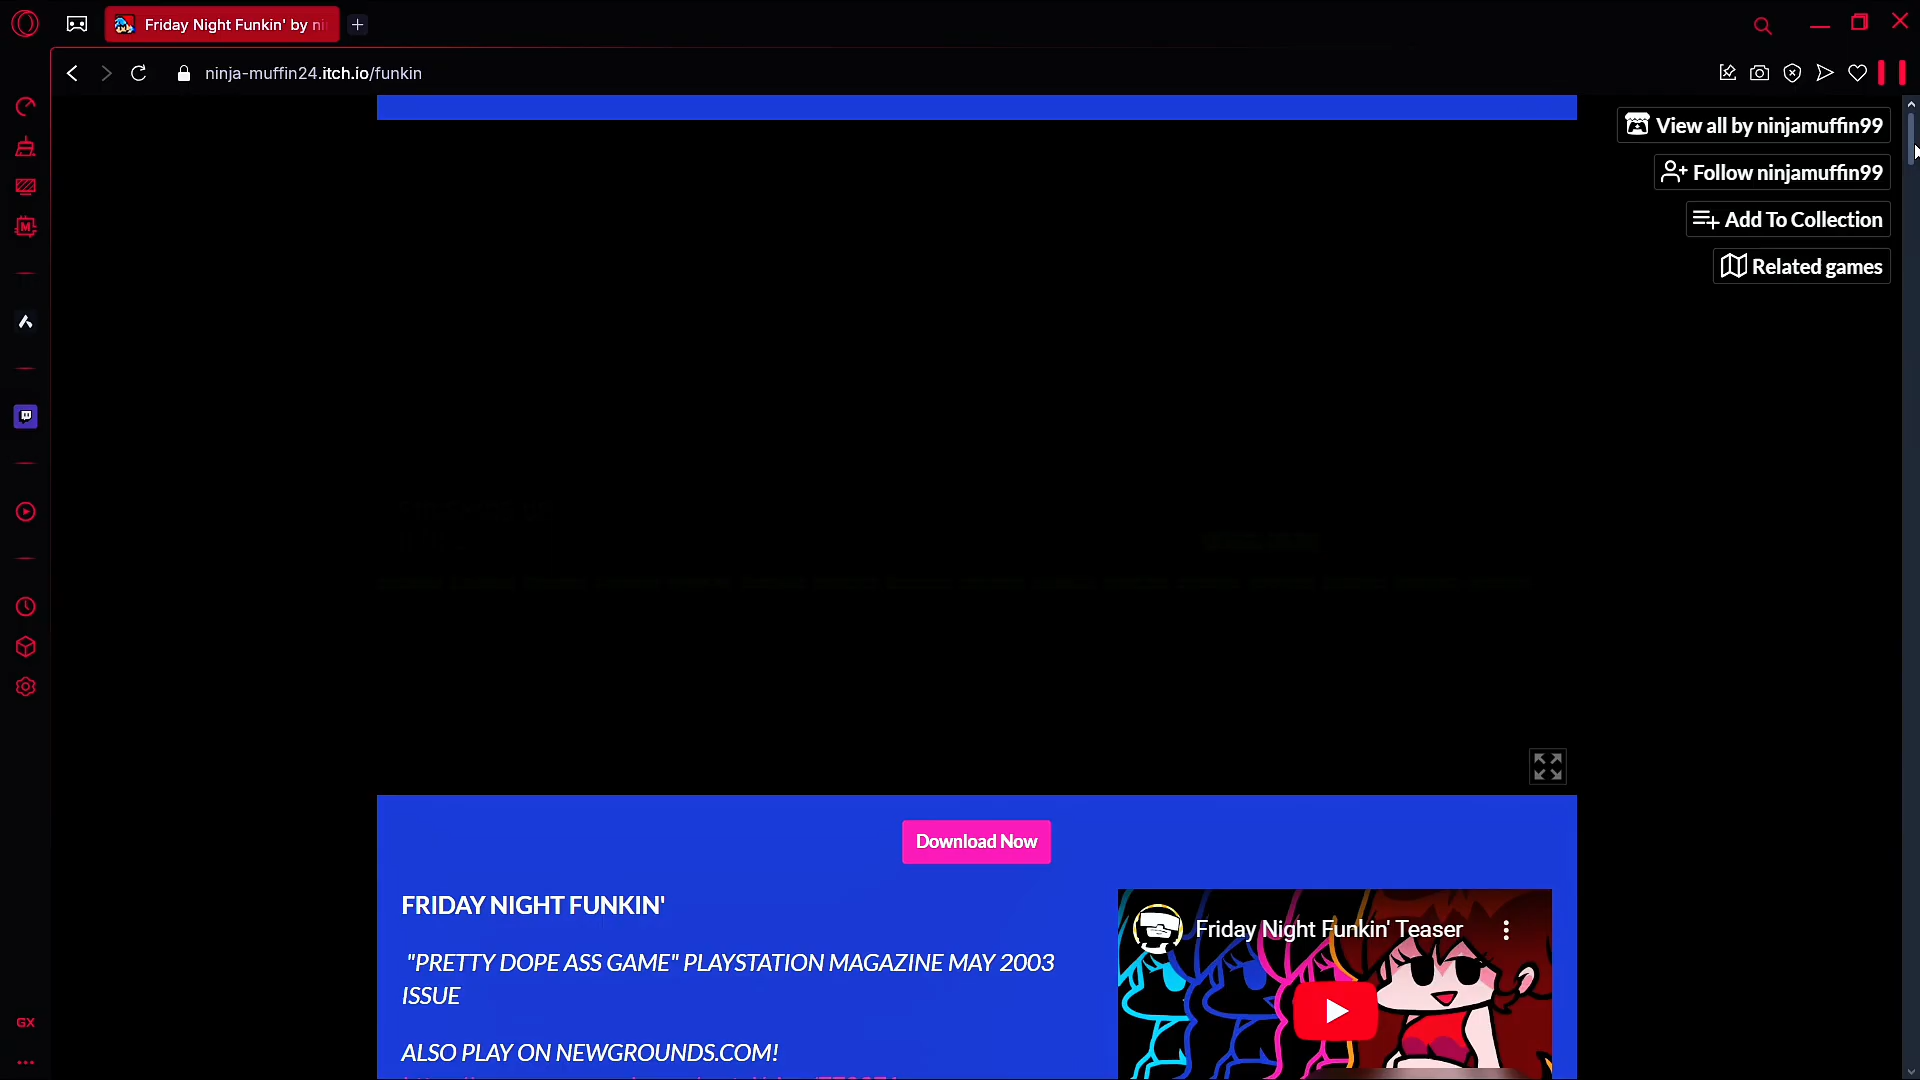 Friday Night Funkin' by ni
ninja-muffin24.itch.io/funkin
View all by ninjamuffin99
Follow ninjamuffin99
Add To Collection
Related games
Download Now
FRIDAY NIGHT FUNKIN'
"PRETTY DOPE ASS GAME" PLAYSTATION MAGAZINE MAY 2003
ISSUE
ALSO PLAY ON NEWGROUNDS.COM!
Friday Night Funkin' Teaser
GX